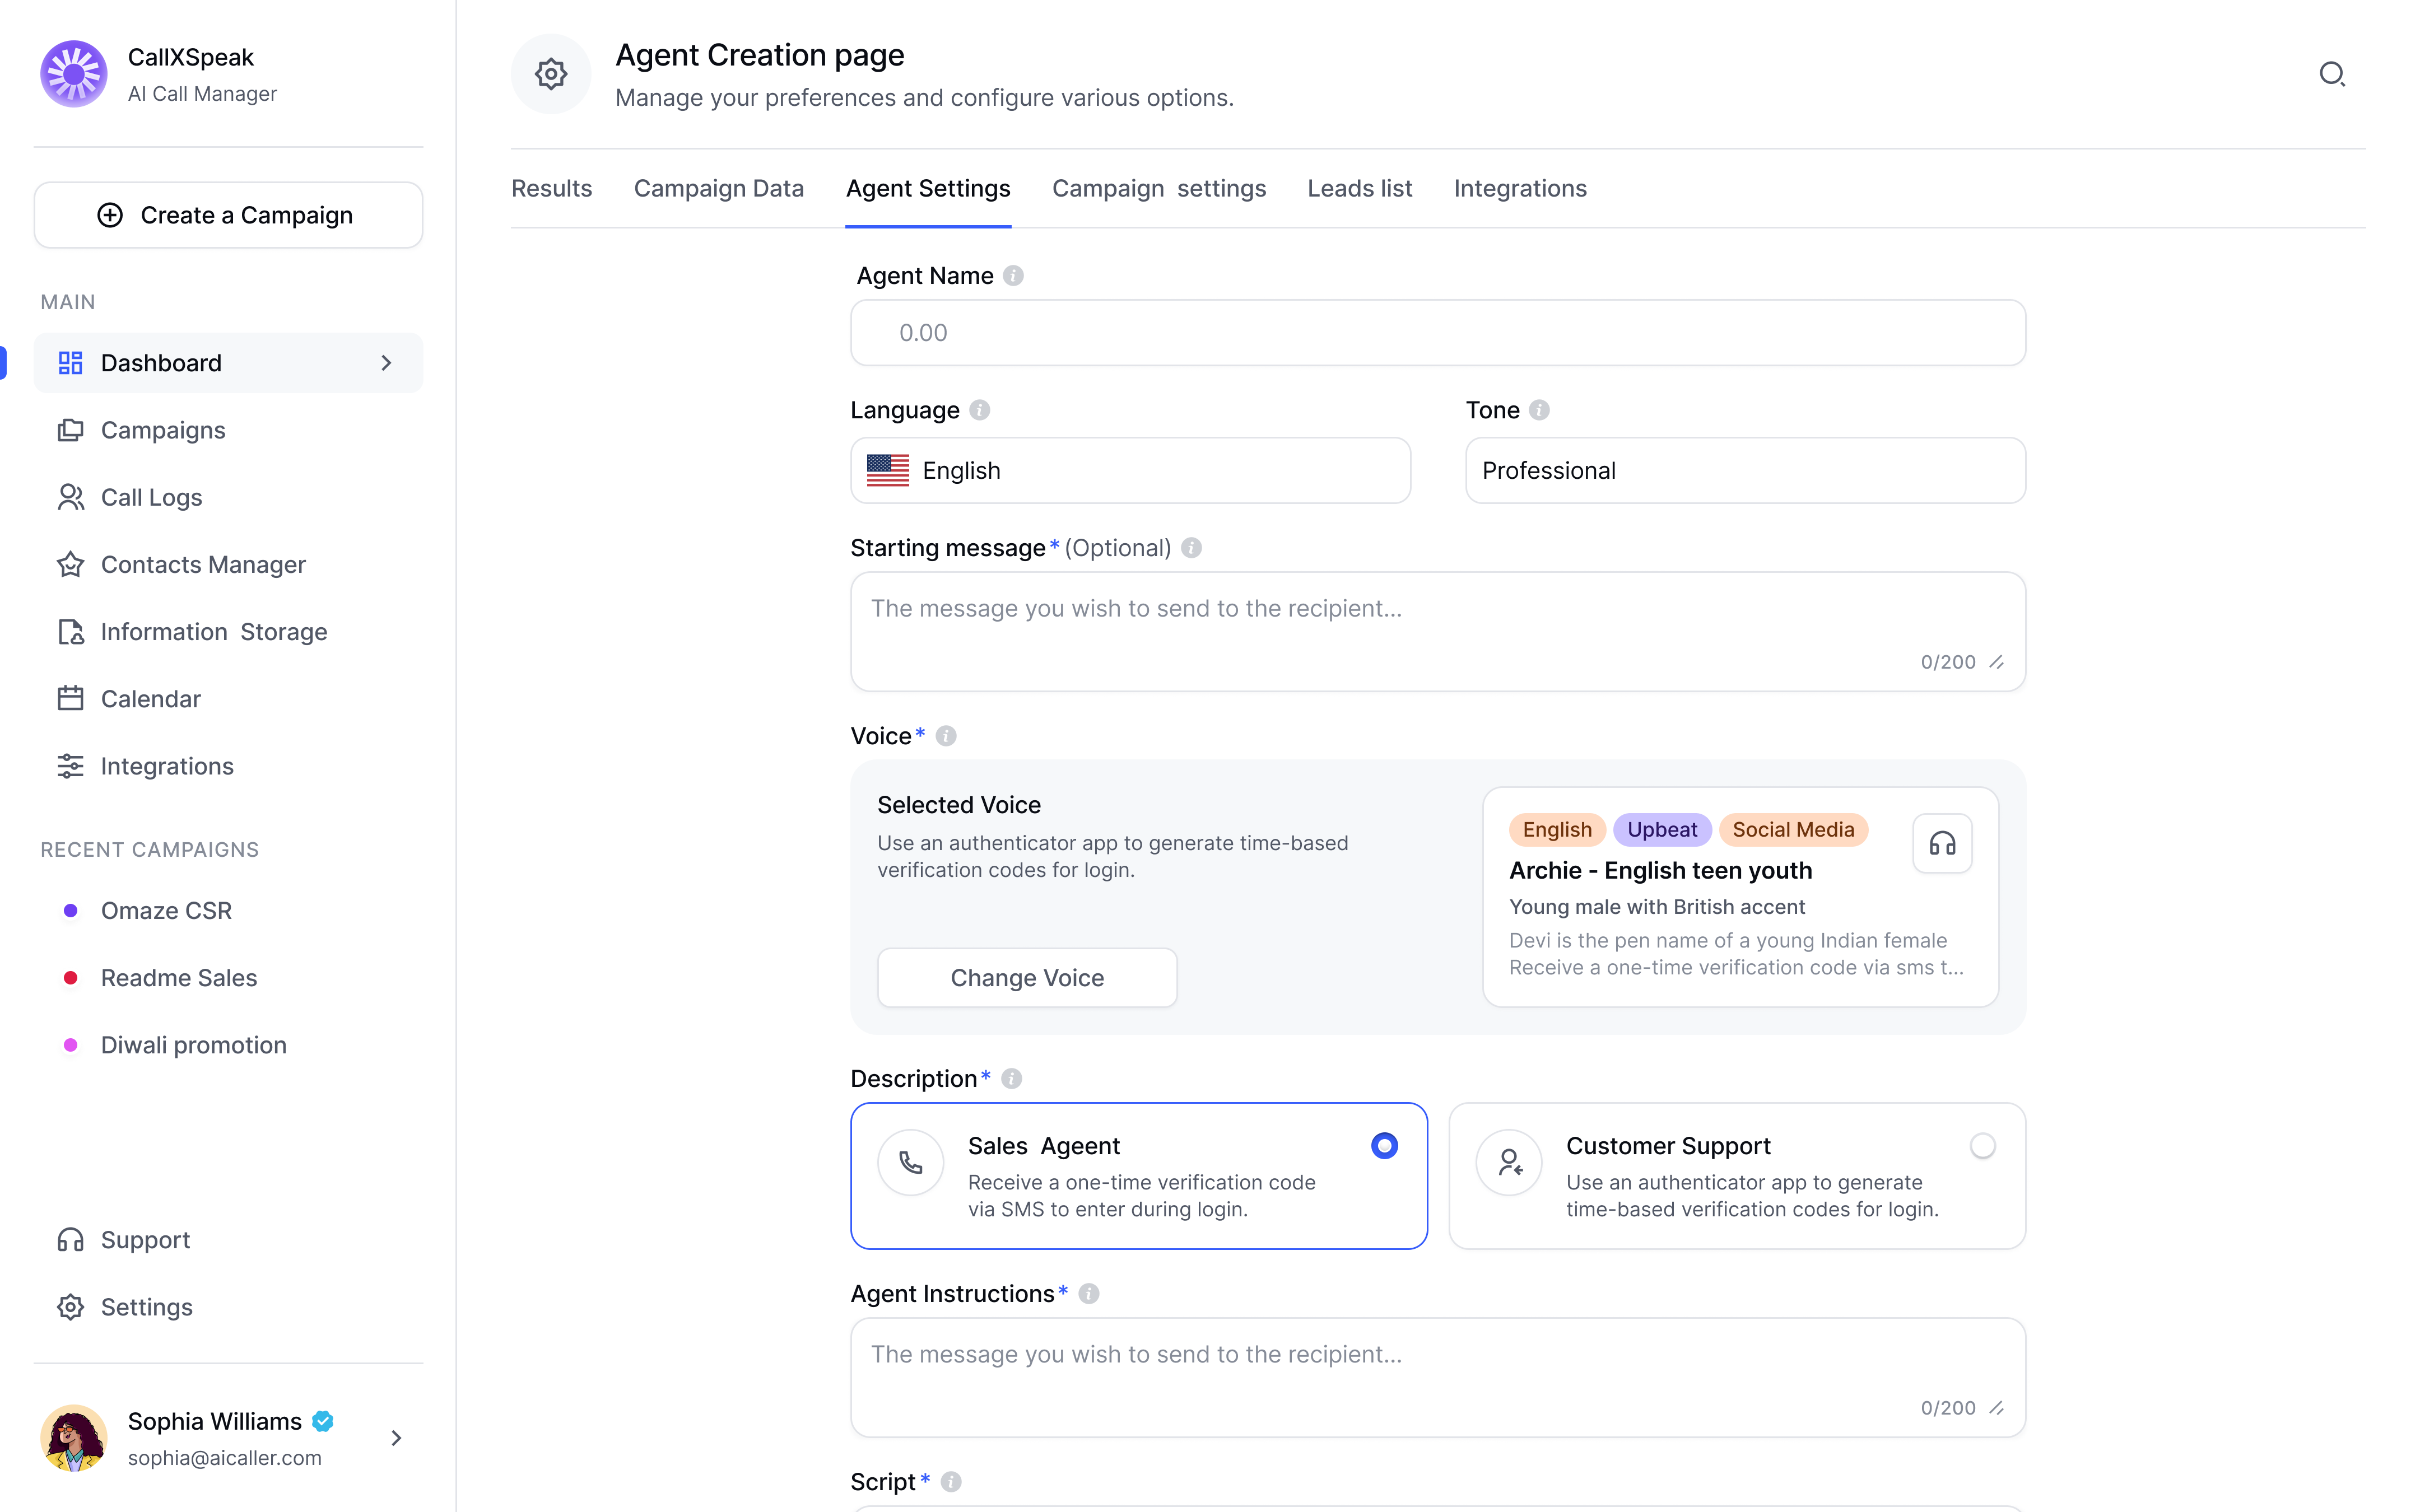 CallXSpeak
AI Call Manager
Create a Campaign
MAIN
Dashboard
Campaigns
Call Logs
Contacts Manager
Information  Storage
Calendar
Integrations
RECENT CAMPAIGNS
Omaze CSR
Readme Sales
Diwali promotion
Support
Settings
Sophia Williams
sophia@aicaller.com
Agent Creation page
Manage your preferences and configure various options.
Results Campaign Data Agent Settings Campaign  settings Leads list Integrations
Agent Name
0.00
Language
English
Tone
Professional
Starting message* (Optional)
The message you wish to send to the recipient...
0/200
Voice*
Selected Voice
Use an authenticator app to generate time-based
verification codes for login.
Change Voice
English Upbeat Social Media
Archie - English teen youth
Young male with British accent
Devi is the pen name of a young Indian female
Receive a one-time verification code via sms t...
Description*
Sales  Ageent
Receive a one-time verification code
via SMS to enter during login.
Customer Support
Use an authenticator app to generate
time-based verification codes for login.
Agent Instructions*
The message you wish to send to the recipient...
0/200
Script*